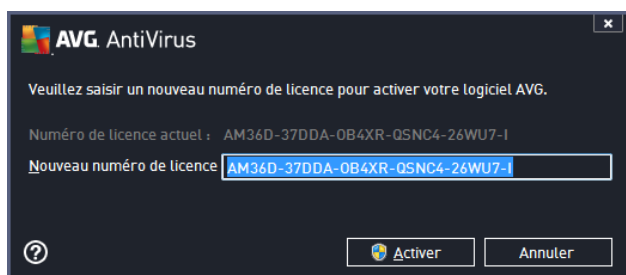 AVG. AntiVirus
Veuillez saisir un nouveau numéro de licence pour activer votre logiciel AVG.
Numéro de licence actuel : AM36D-37DDA-OB4XR-QSNC4-26WU7-I
Nouveau numéro de licence AM36D-37DDA-OB4XR-QSNC4-26WU7-I
Activer
Annuler